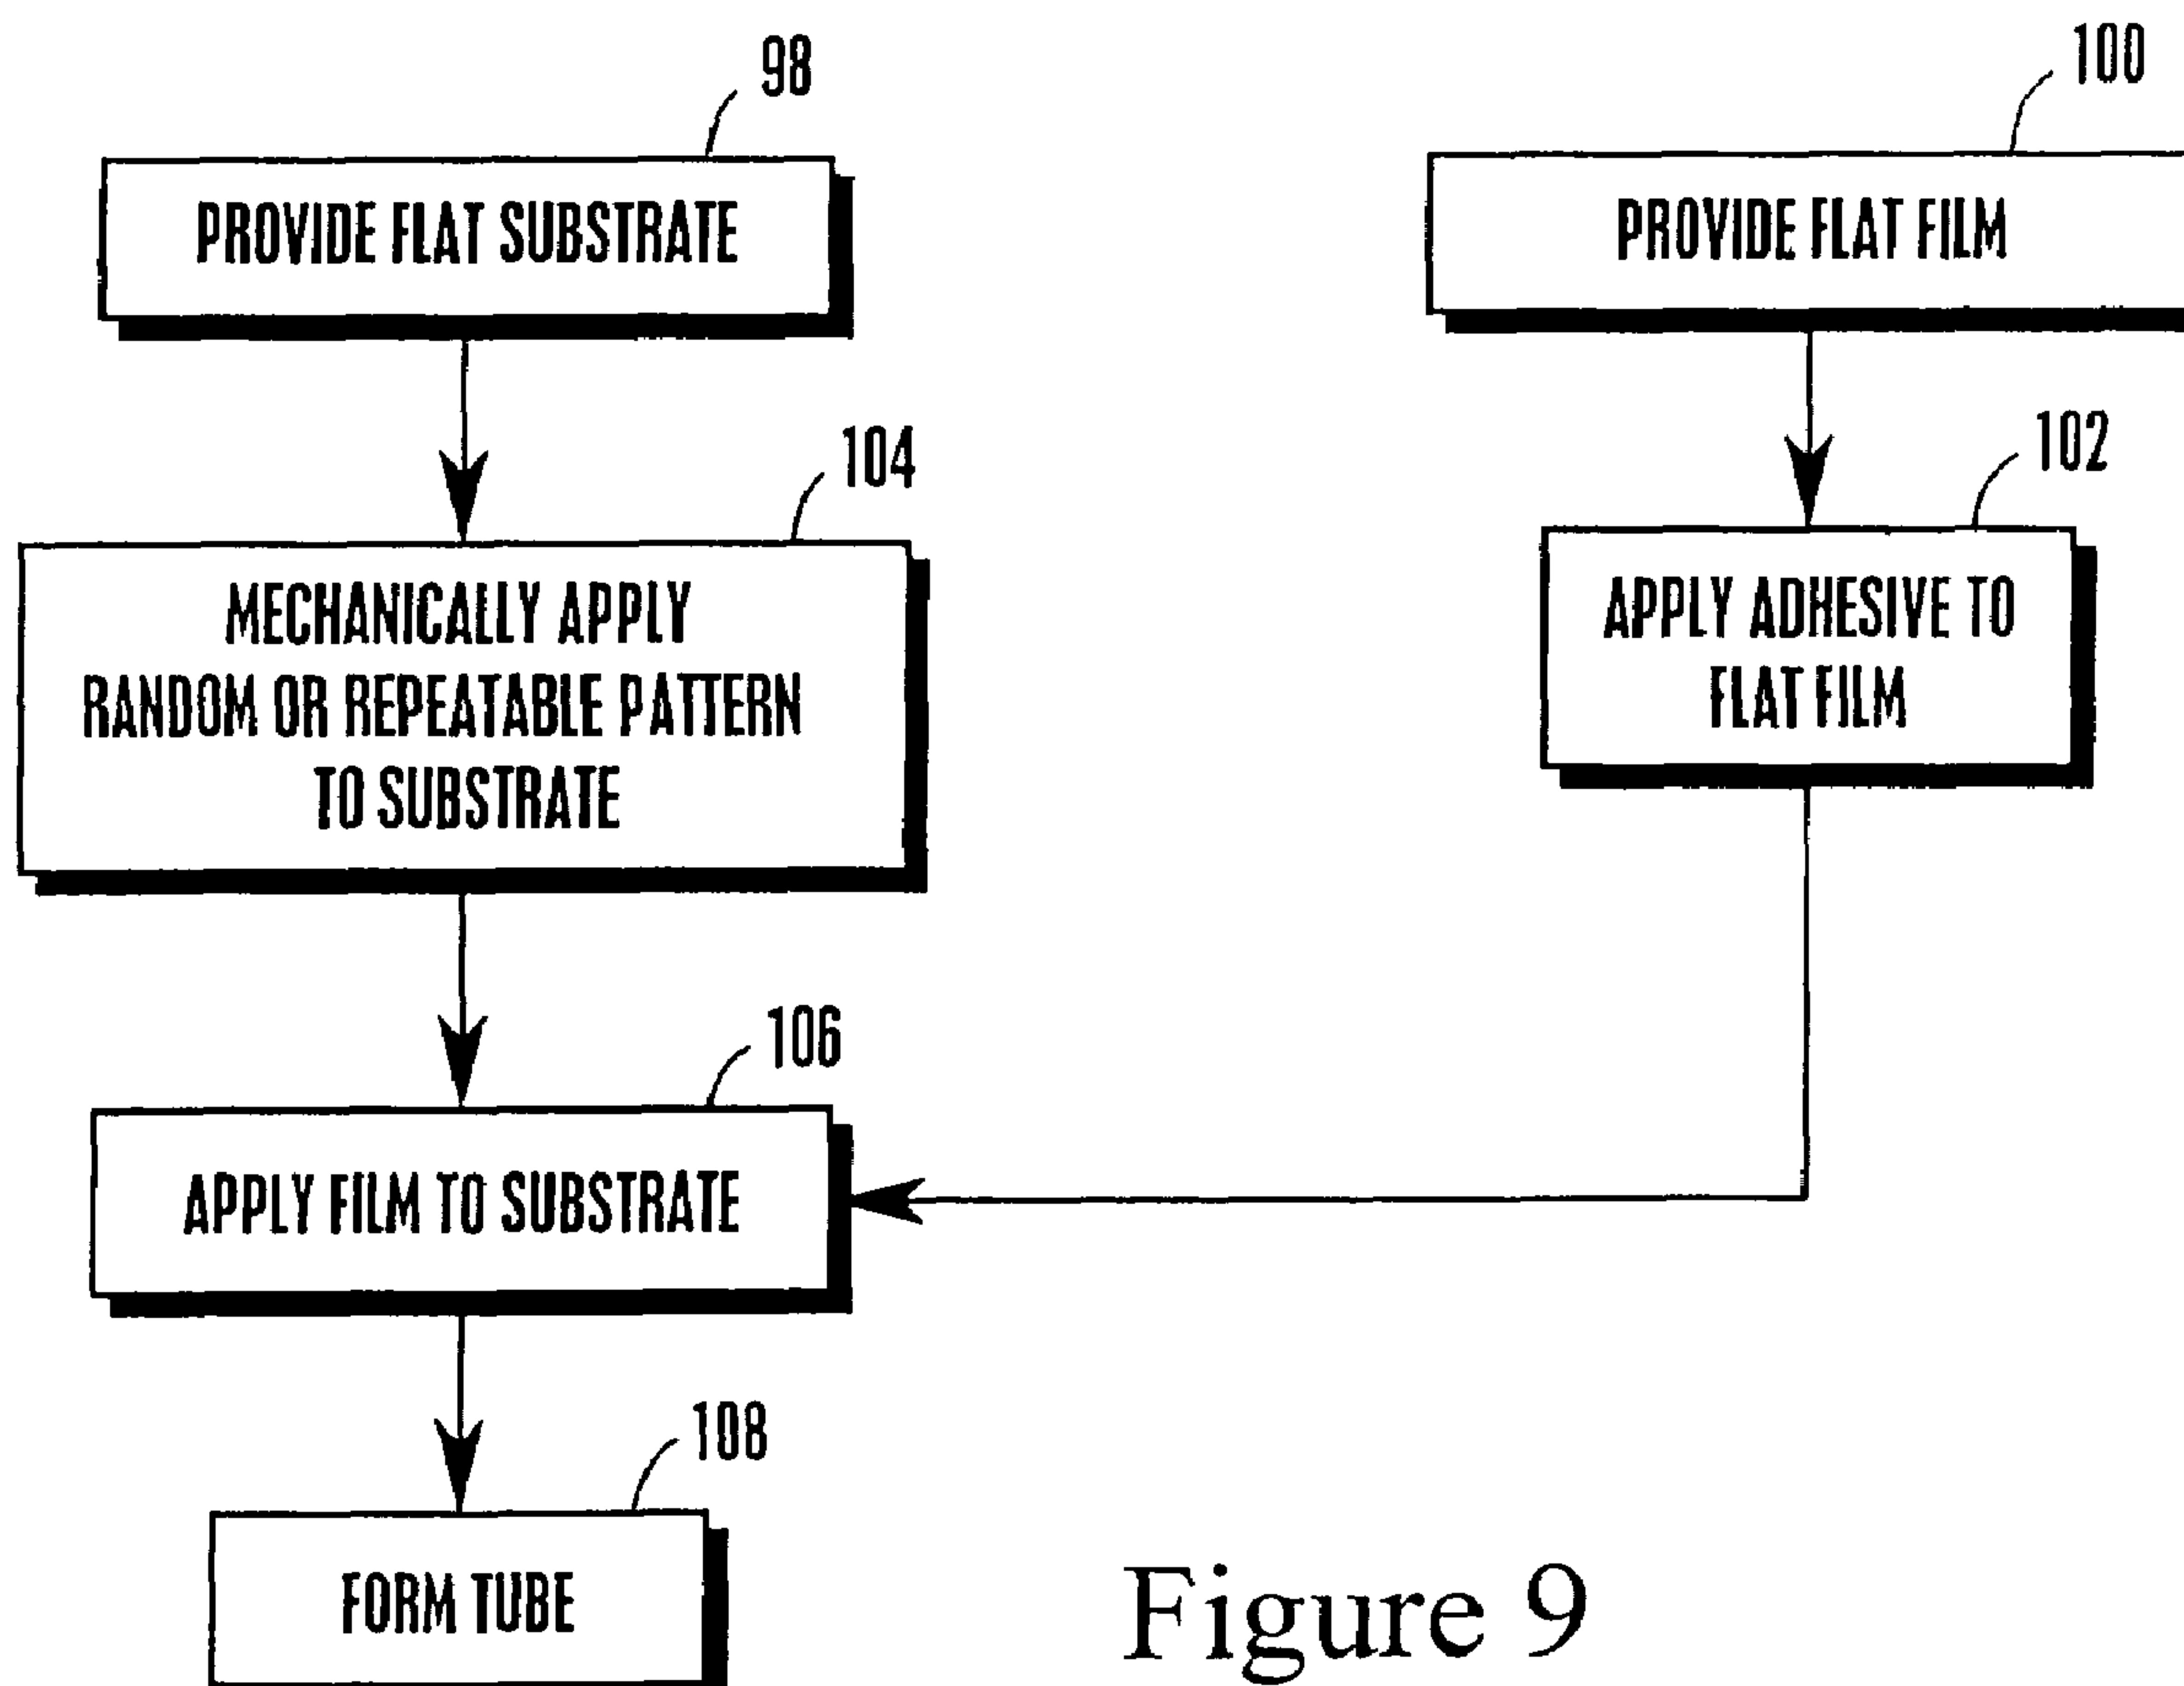 98
PROVIDE FLAT SUBSTRATE
100
PROVIDE FLAT FILM
104
MECHANICALLY APPLY
RANDOM OR REPEATABLE PATTERN
TO SUBSTRATE
102
APPLY ADHESIVE TO
FLAT FILM
106
APPLY FILM TO SUBSTRATE
108
FORM TUBE
Figure 9